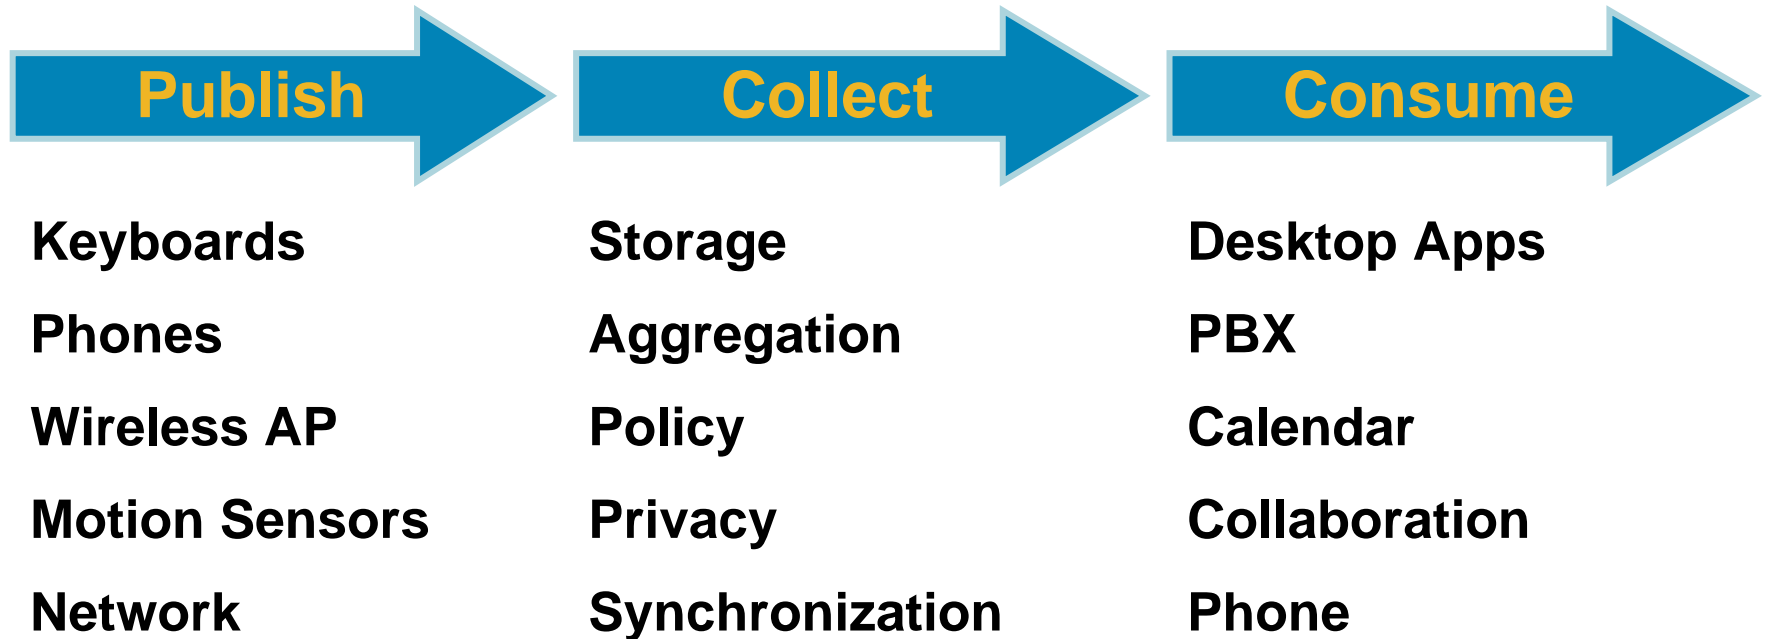 Publish
Collect
Consume
Keyboards
Storage
Desktop Apps
Phones
Aggregation
PBX
Wireless AP
Policy
Calendar
Motion Sensors
Privacy
Collaboration
Network
Synchronization
Phone